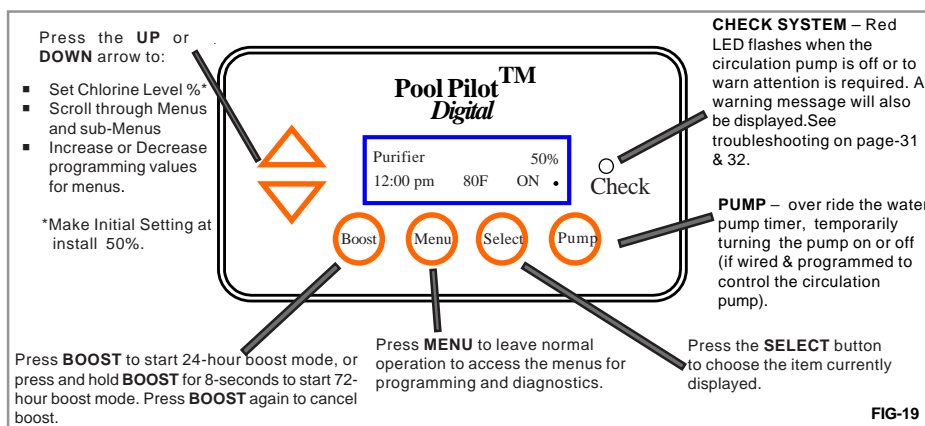 Press the UP or
DOWN arrow to:
▪ Set Chlorine Level %*
▪ Scroll through Menus
and sub-Menus
▪ Increase or Decrease
programming values
for menus.
*Make Initial Setting at
install 50%.
Pool Pilot™
Digital
Purifier 50%
12:00 pm 80F ON •
Check
Boost Menu Select Pump
CHECK SYSTEM – Red
LED flashes when the
circulation pump is off or to
warn attention is required. A
warning message will also
be displayed.See
troubleshooting on page-31
& 32.
PUMP – over ride the water
pump timer, temporarily
turning the pump on or off
(if wired & programmed to
control the circulation
pump).
Press BOOST to start 24-hour boost mode, or
press and hold BOOST for 8-seconds to start 72-
hour boost mode. Press BOOST again to cancel
boost.
Press MENU to leave normal
operation to access the menus for
programming and diagnostics.
Press the SELECT button
to choose the item currently
displayed.
FIG-19